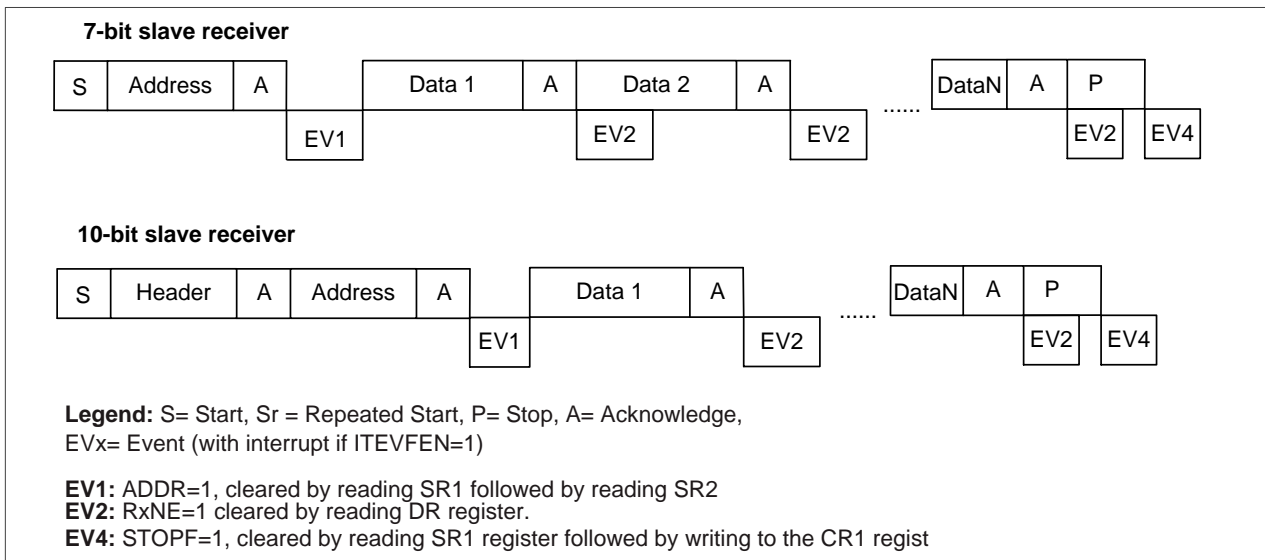 7-bit slave receiver
S Address A Data 1 A Data 2 A ...... DataN A P
EV1 EV2 EV2 EV2 EV4
10-bit slave receiver
S Header A Address A Data 1 A ...... DataN A P
EV1 EV2 EV2 EV4
Legend: S= Start, Sr = Repeated Start, P= Stop, A= Acknowledge,
EVx= Event (with interrupt if ITEVFEN=1)
EV1: ADDR=1, cleared by reading SR1 followed by reading SR2
EV2: RxNE=1 cleared by reading DR register.
EV4: STOPF=1, cleared by reading SR1 register followed by writing to the CR1 regist